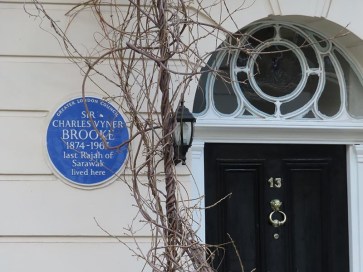 GREATER LONDON COUNCIL
SIR
CHARLES VYNER
BROOKE
1874-1963
last Rajah of
Sarawak
lived here
13